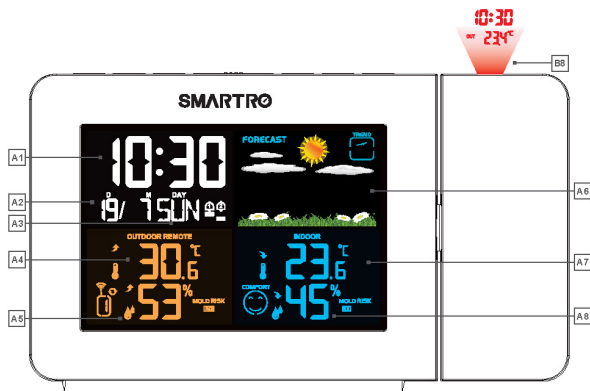 10:30
OUT 23.4°C
B8
SMARTRO
A1
10:30
FORECAST
TREND
A6
A2
D M DAY
19/ 7 SUN
A3
OUTDOOR REMOTE
INDOOR
A4
30.6 °C
23.6 °C
A7
53%
MOLD RISK
COMFORT
45%
MOLD RISK
A5
A8